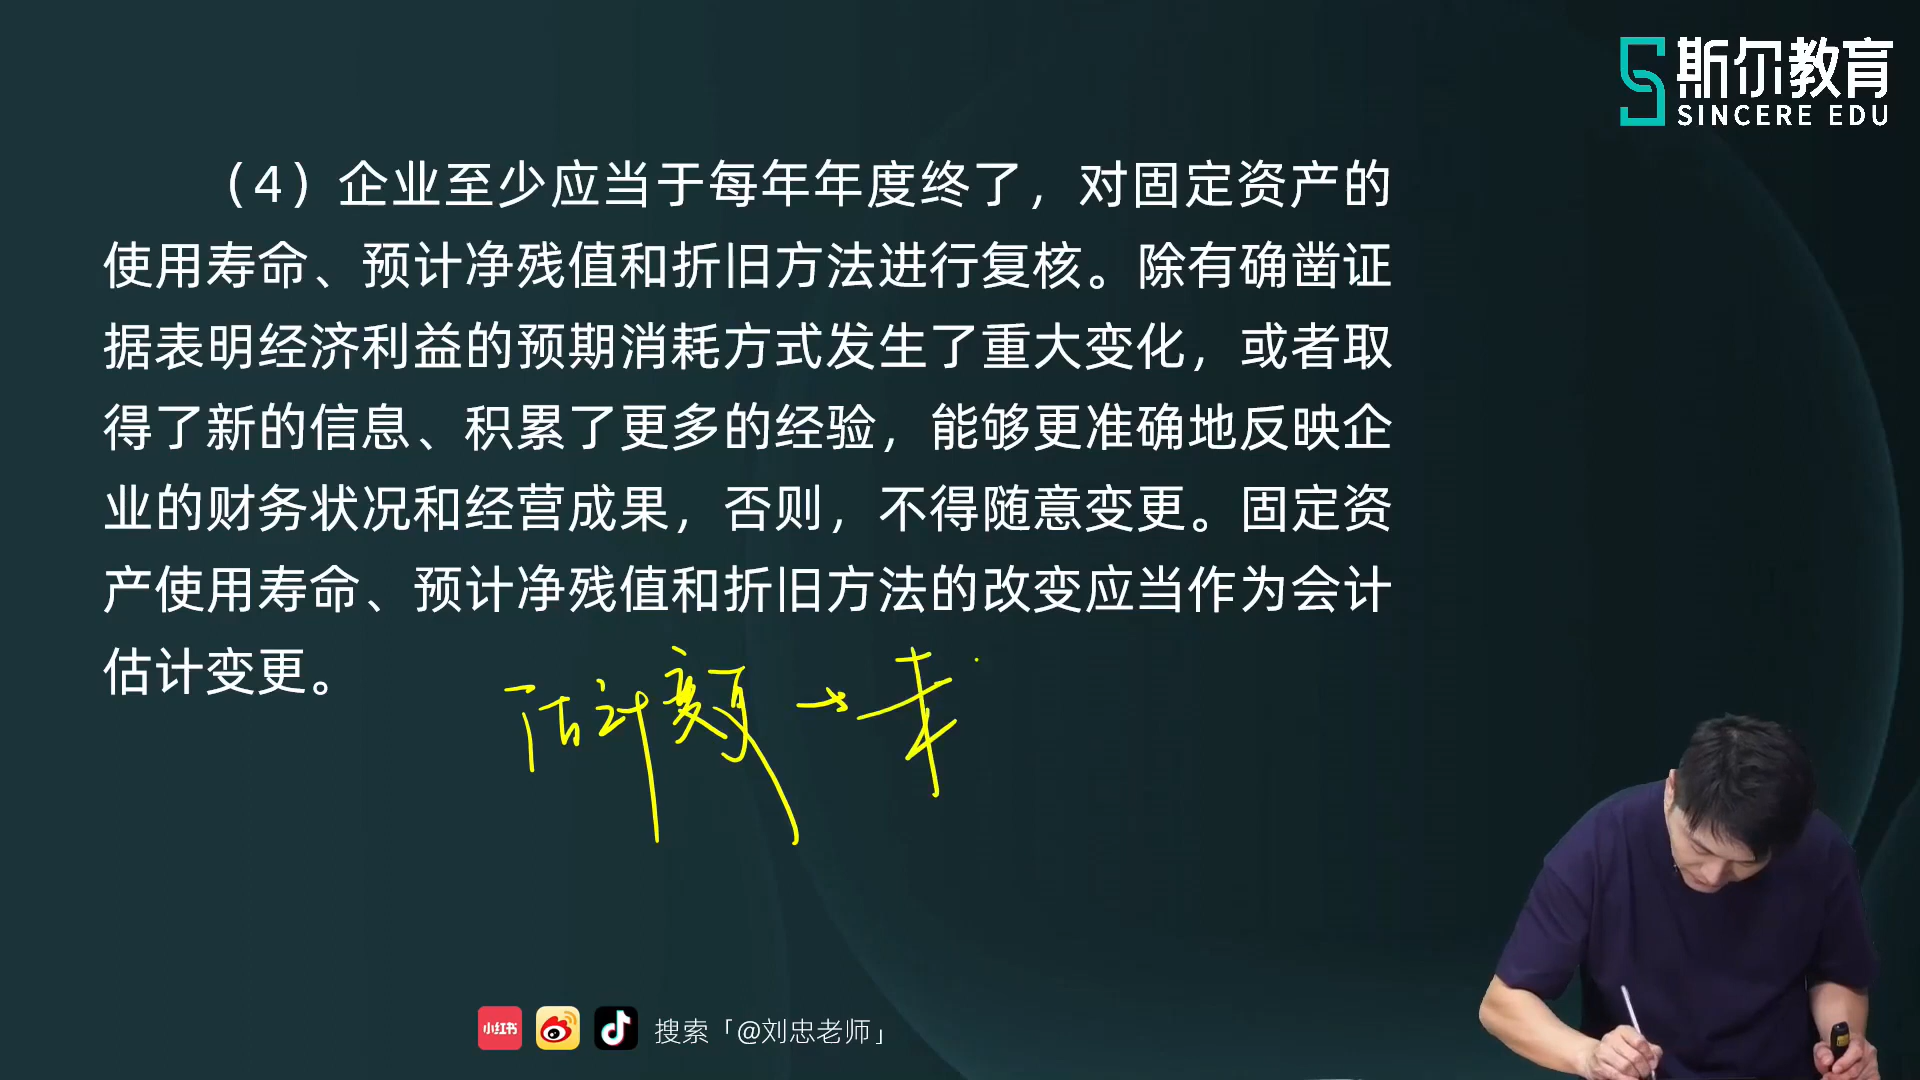 斯尔教育
SINCERE EDU
（4）企业至少应当于每年年度终了，对固定资产的
使用寿命、预计净残值和折旧方法进行复核。除有确凿证
据表明经济利益的预期消耗方式发生了重大变化，或者取
得了新的信息、积累了更多的经验，能够更准确地反映企
业的财务状况和经营成果，否则，不得随意变更。固定资
产使用寿命、预计净残值和折旧方法的改变应当作为会计
估计变更。
估计变更 →
小红书
搜索「@刘忠老师」